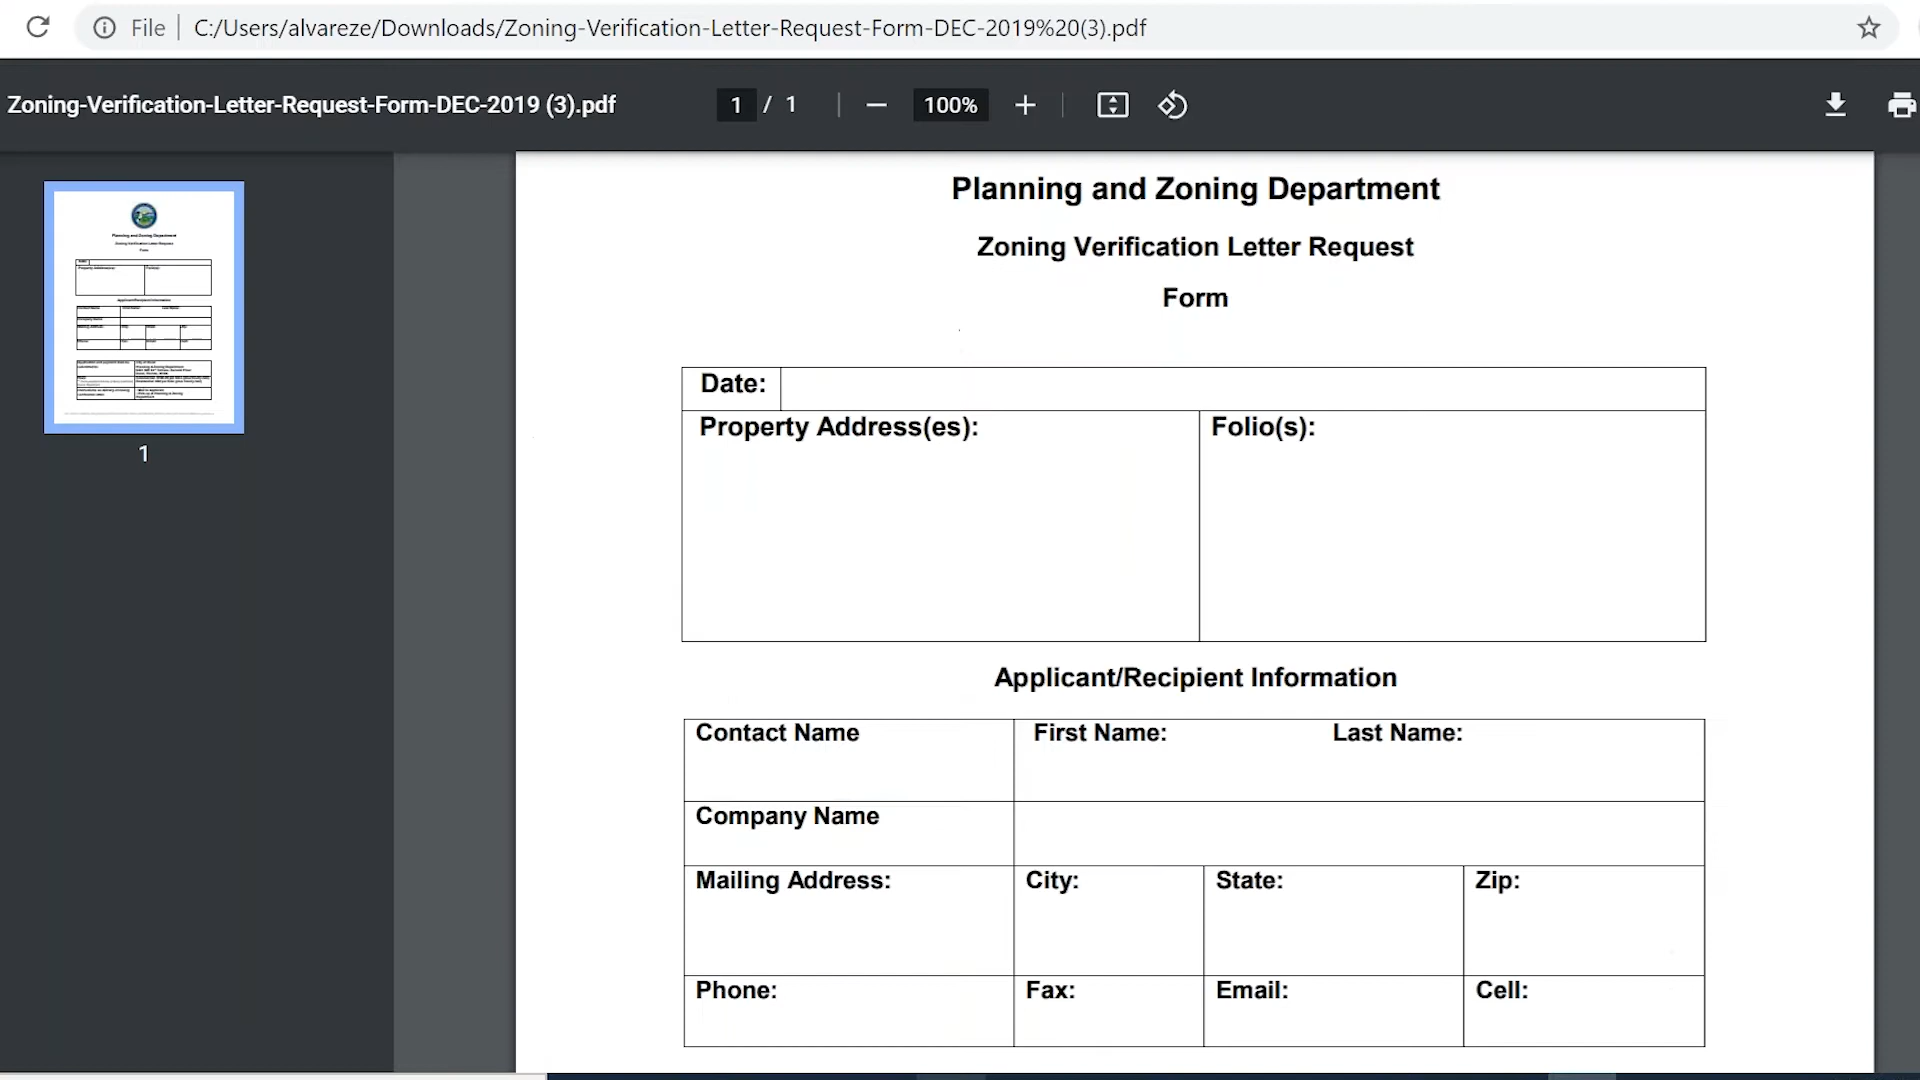 File C:/Users/alvareze/Downloads/Zoning-Verification-Letter-Request-Form-DEC-2019%20(3).pdf
Zoning-Verification-Letter-Request-Form-DEC-2019 (3).pdf 1 / 1 100%
1
Planning and Zoning Department
Zoning Verification Letter Request
Form
Date:
Property Address(es): Folio(s):
Applicant/Recipient Information
Contact Name First Name: Last Name:
Company Name
Mailing Address: City: State: Zip:
Phone: Fax: Email: Cell: